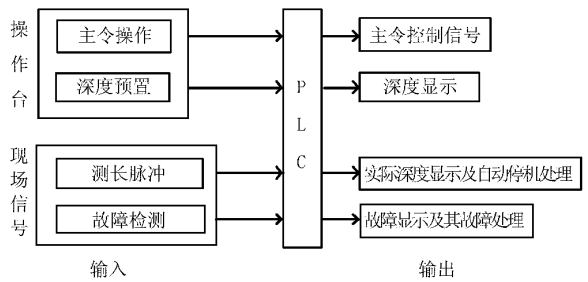 操作台
主令操作
深度预置
现场信号
测长脉冲
故障检测
PLC
主令控制信号
深度显示
实际深度显示及自动停机处理
故障显示及其故障处理
输入
输出